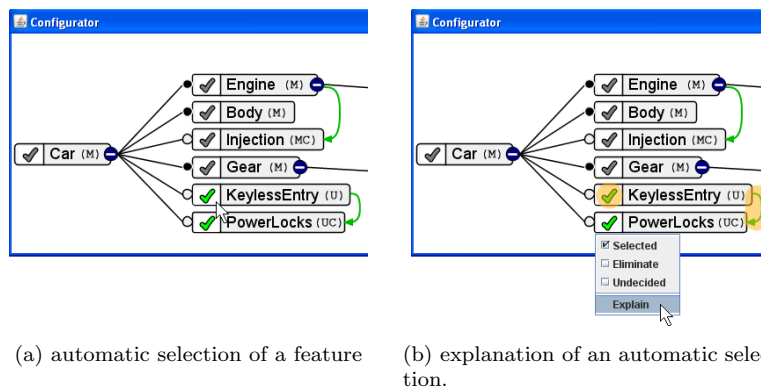 Configurator
Engine (M)
Body (M)
Injection (MC)
Car (M)
Gear (M)
KeylessEntry (U)
PowerLocks (UC)
(a) automatic selection of a feature
Configurator
Engine (M)
Body (M)
Injection (MC)
Car (M)
Gear (M)
KeylessEntry (U)
PowerLocks (UC)
Selected
Eliminate
Undecided
Explain
(b) explanation of an automatic selec
tion.